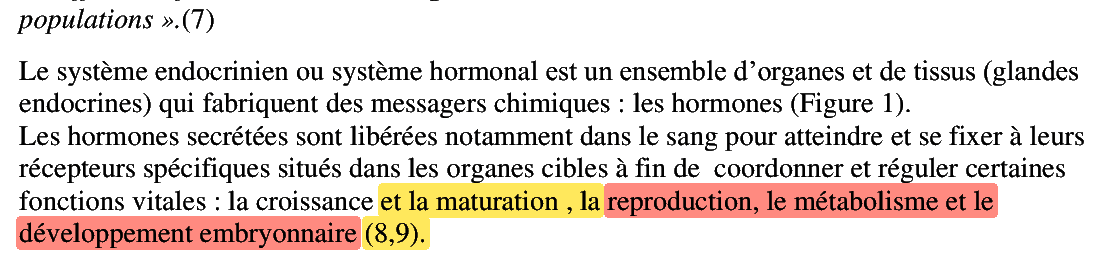 populations ».(7)
Le système endocrinien ou système hormonal est un ensemble d’organes et de tissus (glandes
endocrines) qui fabriquent des messagers chimiques : les hormones (Figure 1).
Les hormones secrétées sont libérées notamment dans le sang pour atteindre et se fixer à leurs
récepteurs spécifiques situés dans les organes cibles à fin de  coordonner et réguler certaines
fonctions vitales : la croissance et la maturation , la reproduction, le métabolisme et le
développement embryonnaire (8,9).